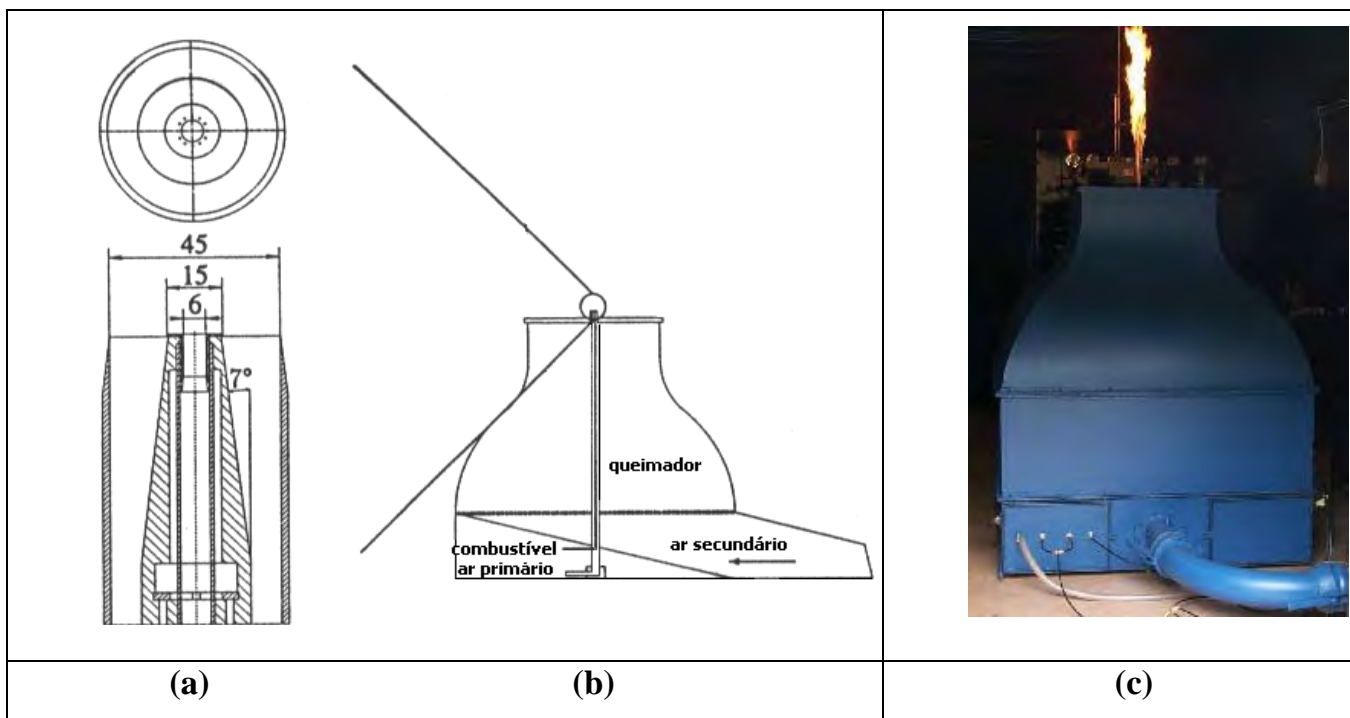 45
15
6
7°
queimador
combustível
ar primário
ar secundário
(a)
(b)
(c)